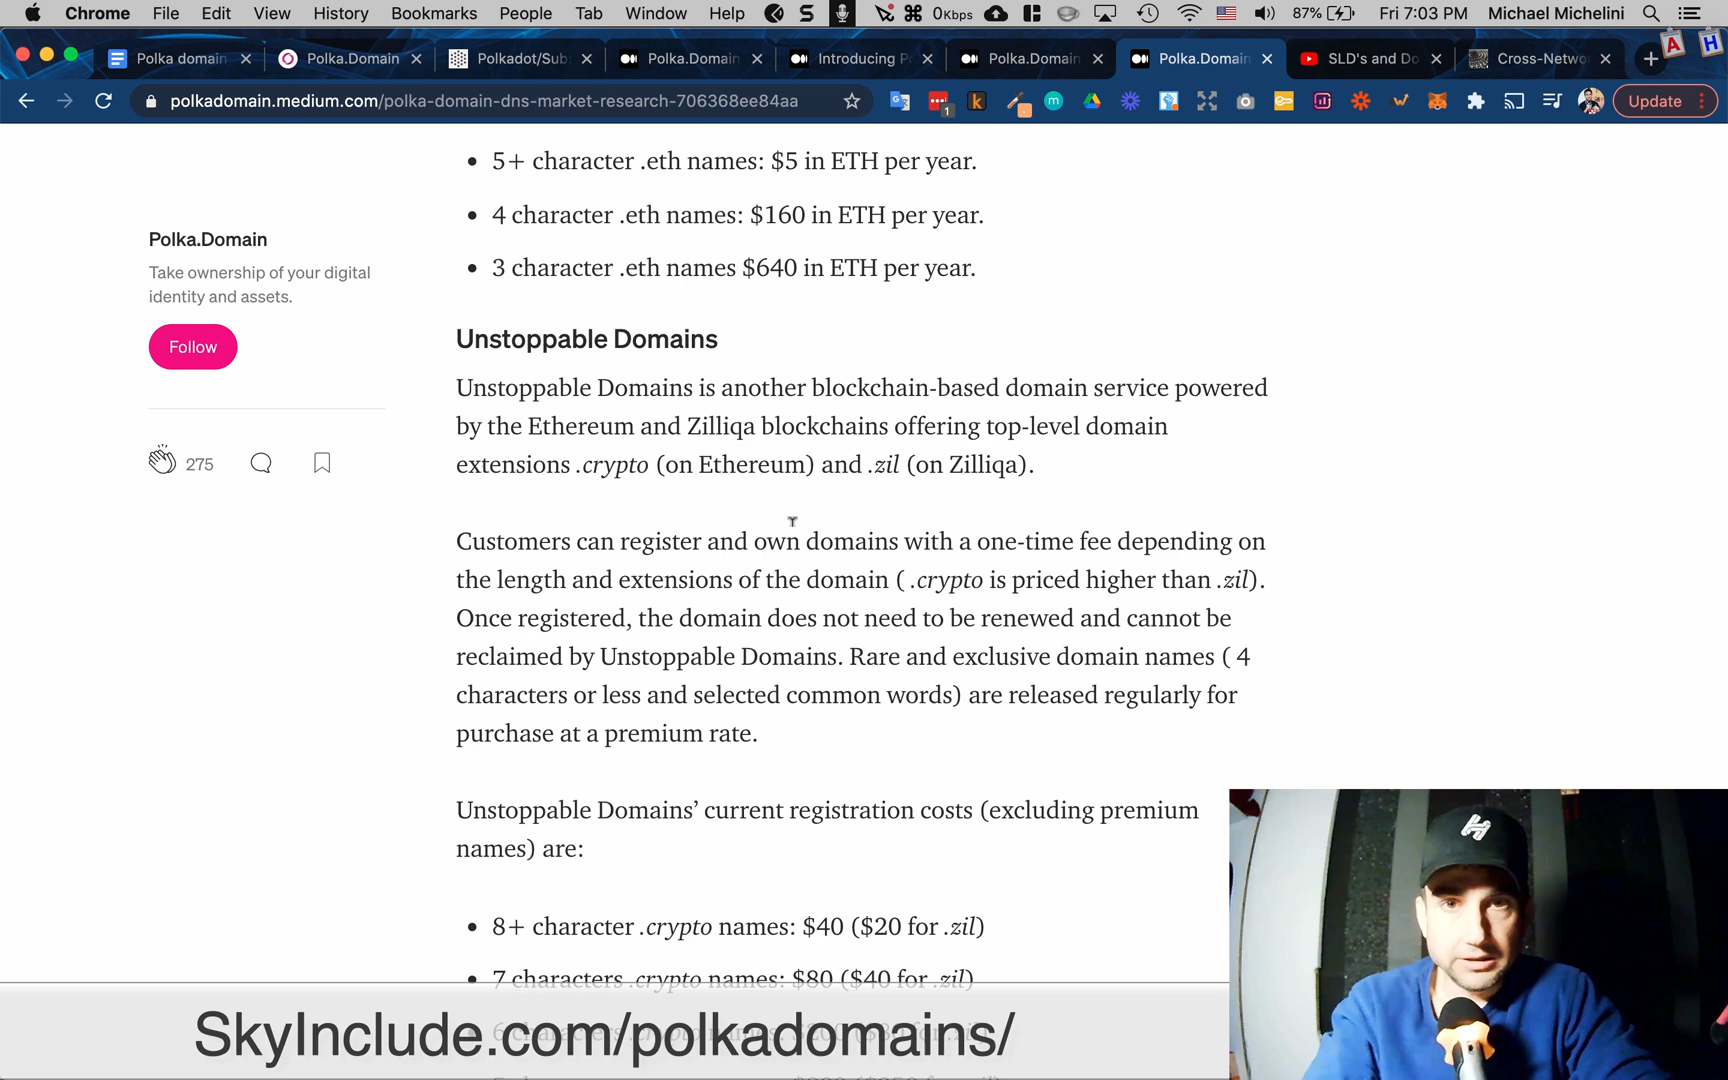 Chrome File Edit View History Bookmarks People Tab Window Help 0Kbps 87% Fri 7:03 PM Michael Michelini
Polka domain Polka.Domain Polkadot/Sub Polka.Domain Introducing P Polka.Domain Polka.Domain SLD's and Do Cross-Netwo
polkadomain.medium.com/polka-domain-dns-market-research-706368ee84aa Update
5+ character .eth names: $5 in ETH per year.
4 character .eth names: $160 in ETH per year.
3 character .eth names $640 in ETH per year.
Polka.Domain
Take ownership of your digital
identity and assets.
Follow
275
Unstoppable Domains
Unstoppable Domains is another blockchain-based domain service powered
by the Ethereum and Zilliqa blockchains offering top-level domain
extensions .crypto (on Ethereum) and .zil (on Zilliqa).
Customers can register and own domains with a one-time fee depending on
the length and extensions of the domain ( .crypto is priced higher than .zil).
Once registered, the domain does not need to be renewed and cannot be
reclaimed by Unstoppable Domains. Rare and exclusive domain names ( 4
characters or less and selected common words) are released regularly for
purchase at a premium rate.
Unstoppable Domains’ current registration costs (excluding premium
names) are:
8+ character .crypto names: $40 ($20 for .zil)
7 characters .crypto names: $80 ($40 for .zil)
SkyInclude.com/polkadomains/